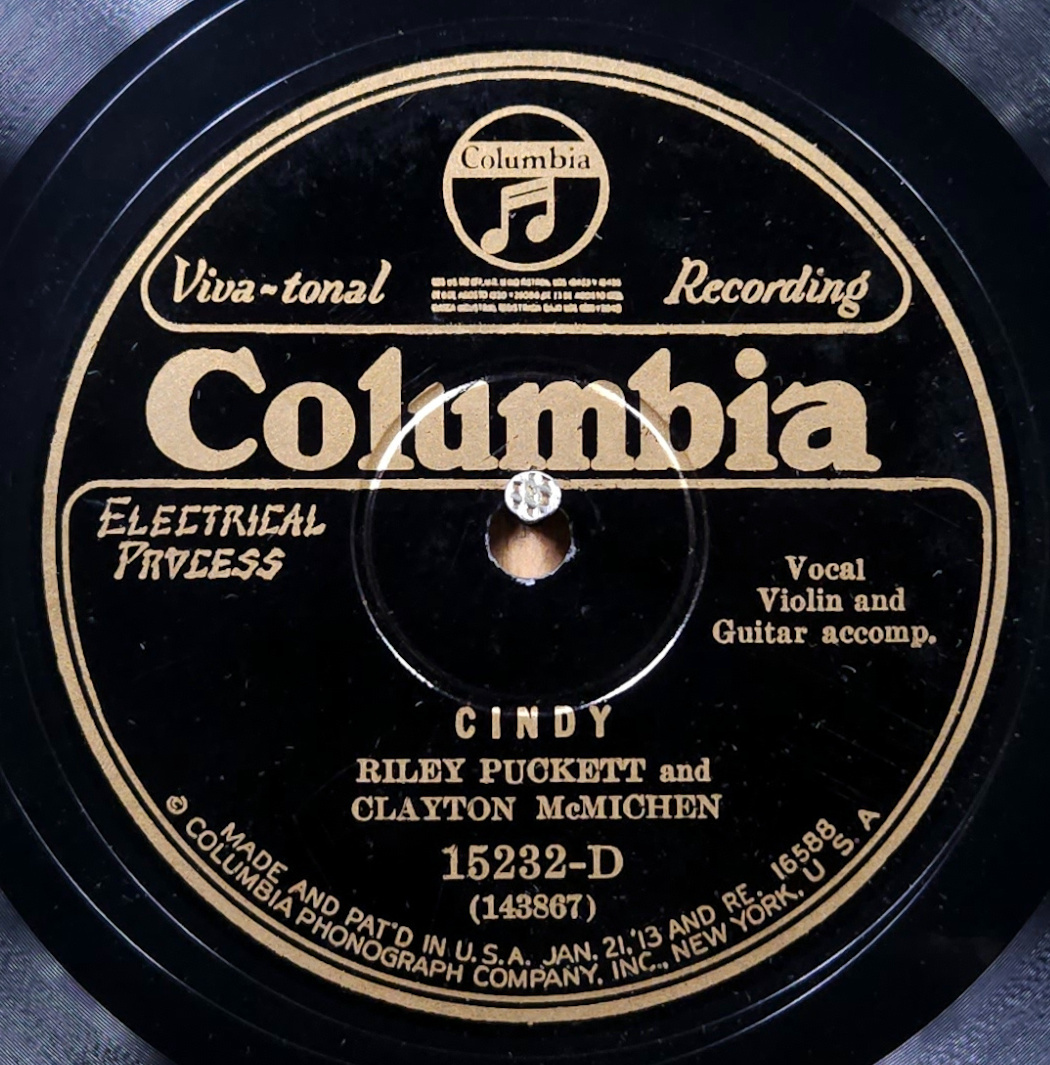 Columbia
Viva-tonal
Recording
Columbia
ELECTRICAL
PROCESS
Vocal
Violin and
Guitar accomp.
CINDY
RILEY PUCKETT and
CLAYTON McMICHEN
15232-D
(143867)
MADE AND PAT'D IN U.S.A. JAN. 21,'13 AND RE. 16588
© COLUMBIA PHONOGRAPH COMPANY, INC., NEW YORK, U. S. A